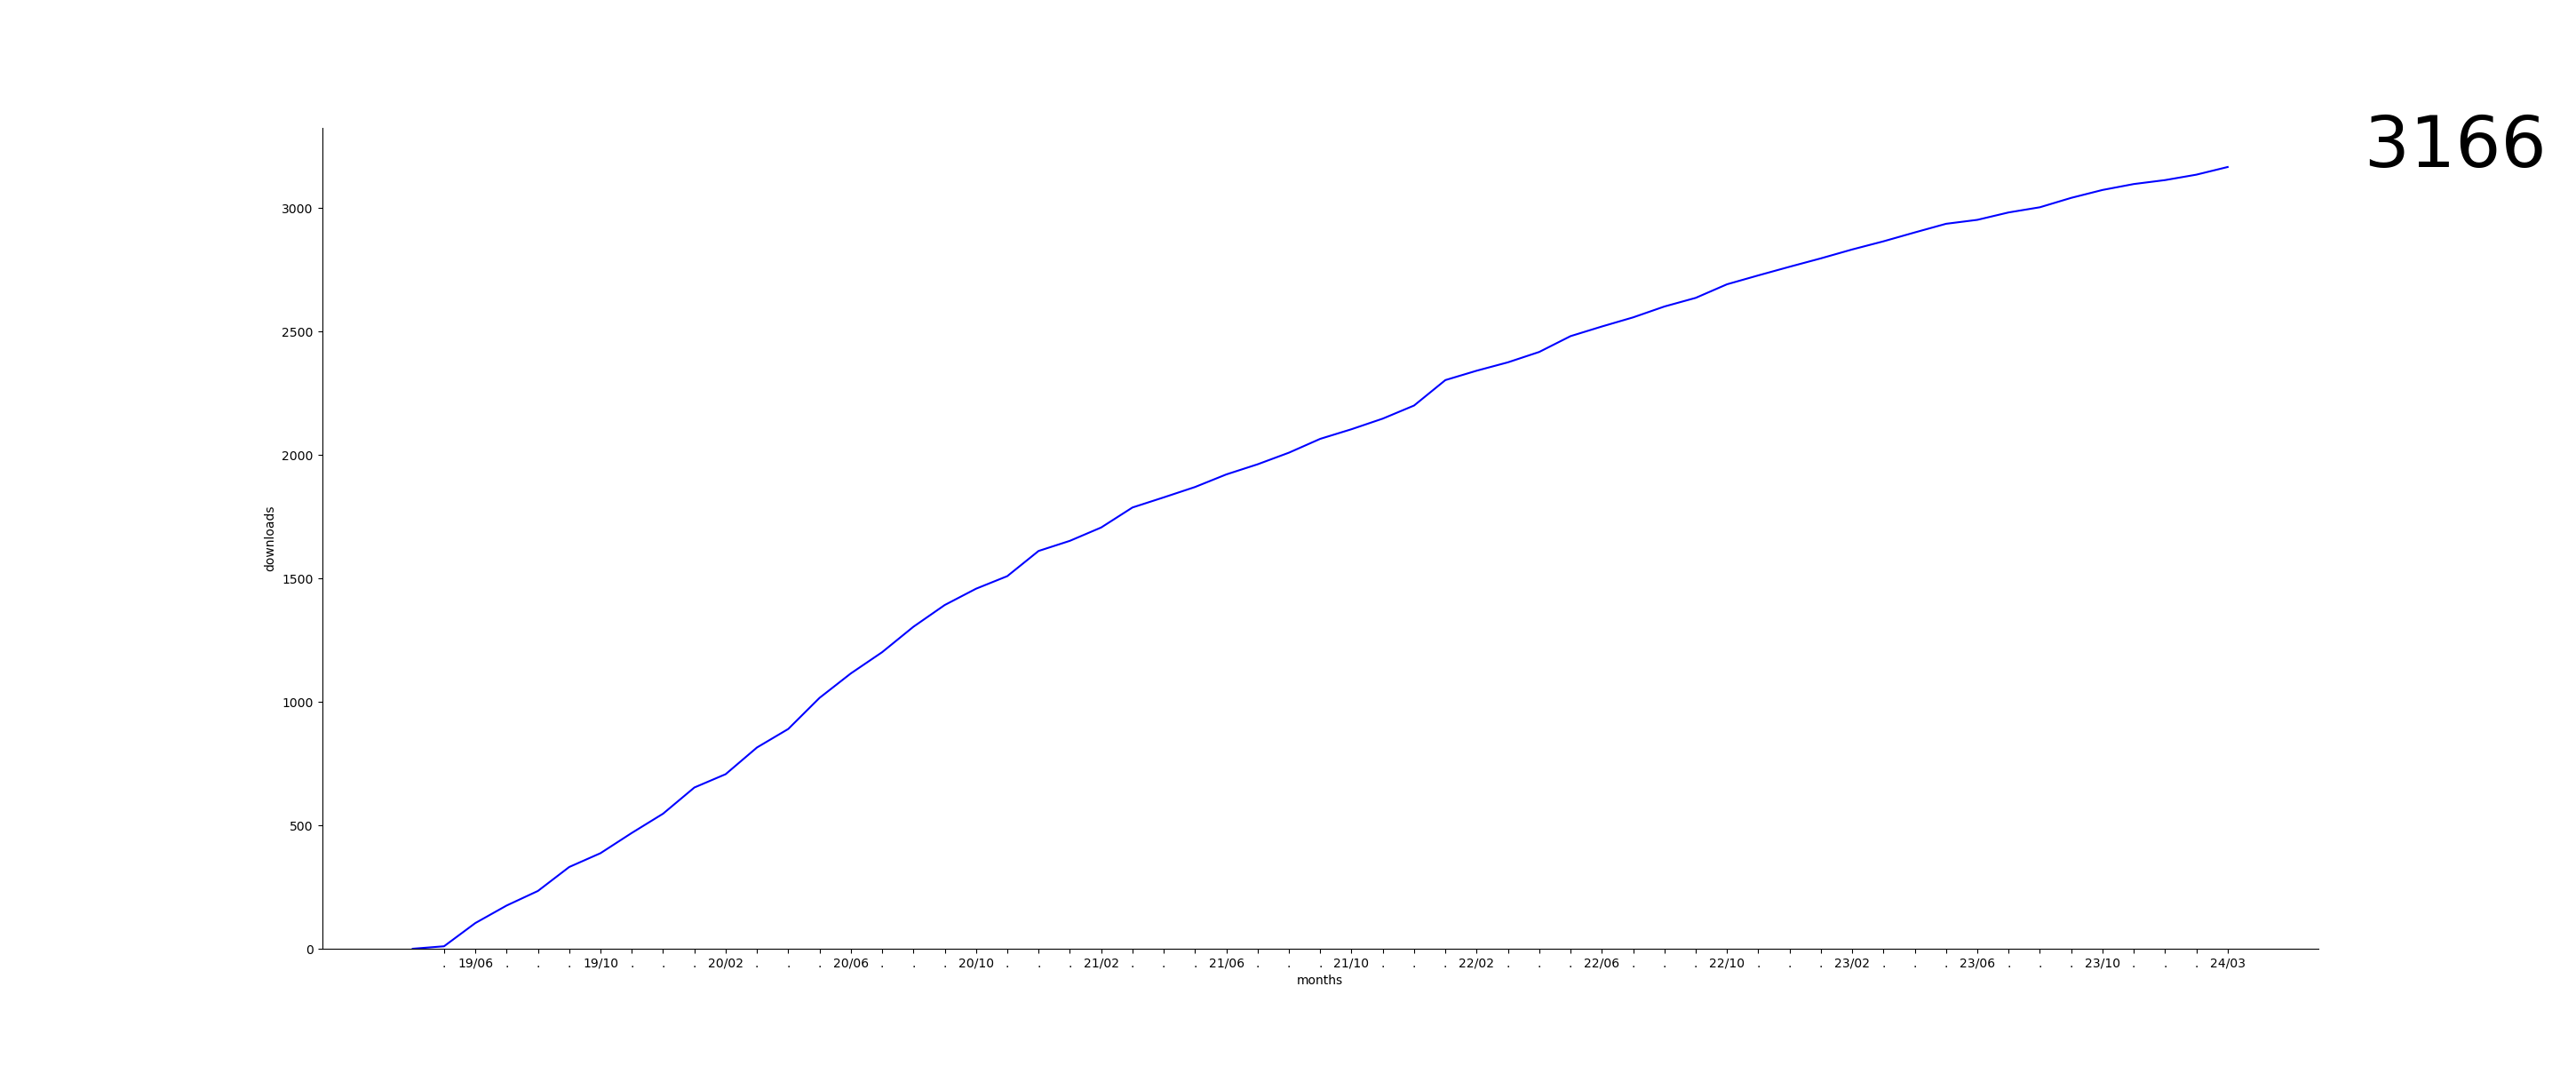 3166
3000
2500
2000
1500
1000
500
0
downloads
. 19/06 . . . 19/10 . . . 20/02 . . . 20/06 . . . 20/10 . . . 21/02 . . . 21/06 . . . 21/10 . . . 22/02 . . . 22/06 . . . 22/10 . . . 23/02 . . . 23/06 . . . 23/10 . . . 24/03
months